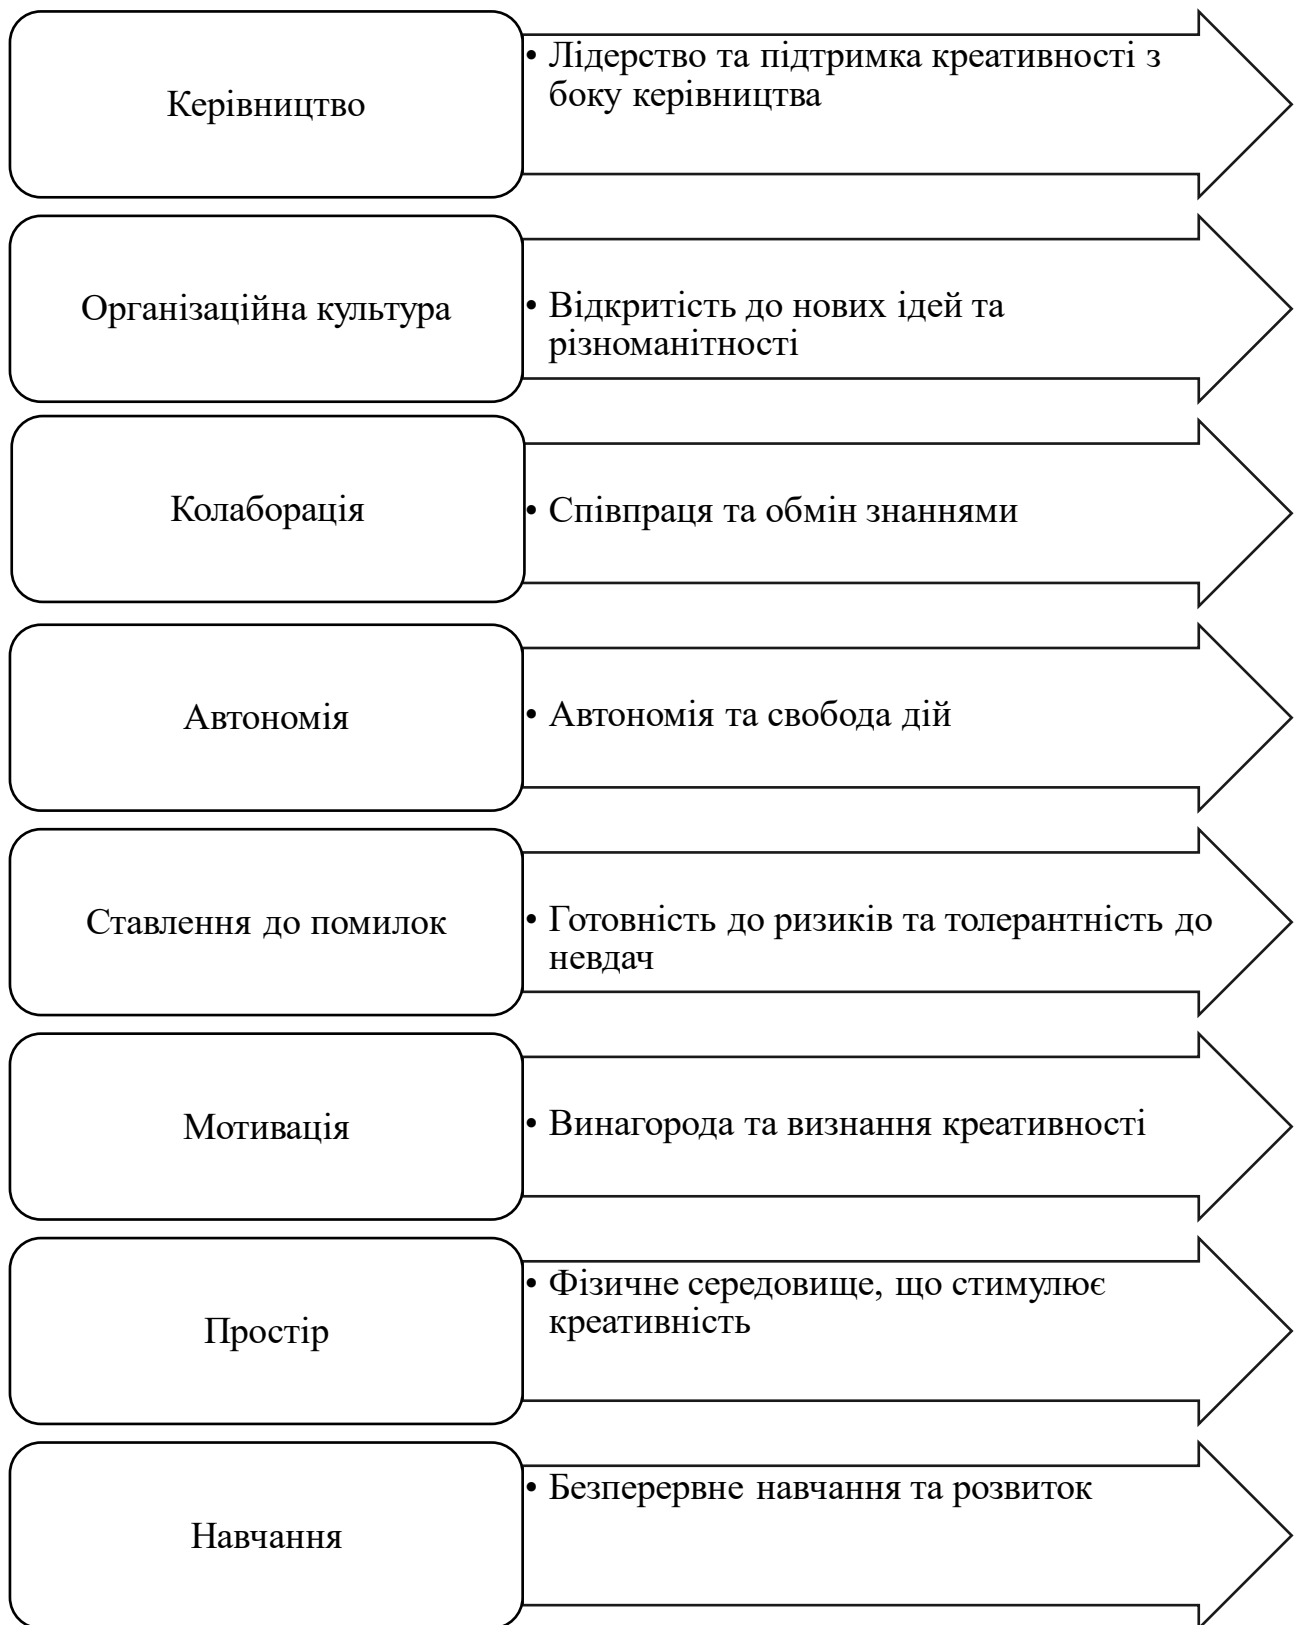 Керівництво
• Лідерство та підтримка креативності з
боку керівництва
Організаційна культура
• Відкритість до нових ідей та
різноманітності
Колаборація
• Співпраця та обмін знаннями
Автономія
• Автономія та свобода дій
Ставлення до помилок
• Готовність до ризиків та толерантність до
невдач
Мотивація
• Винагорода та визнання креативності
Простір
• Фізичне середовище, що стимулює
креативність
Навчання
• Безперервне навчання та розвиток